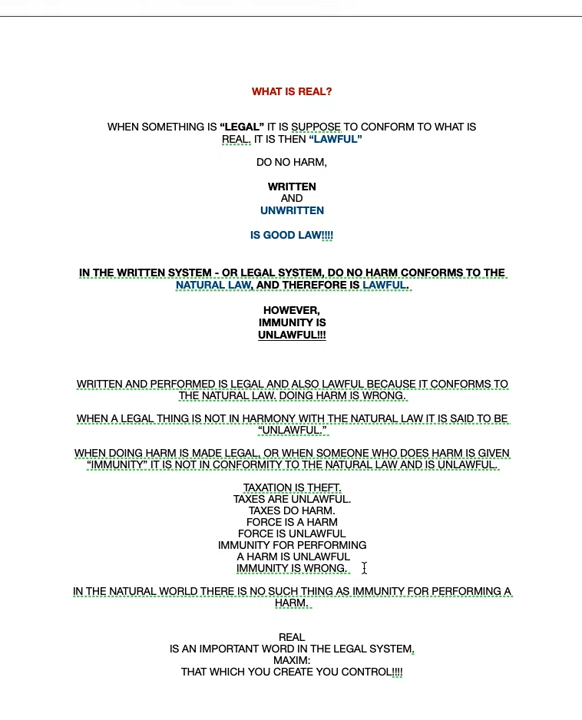 WHAT IS REAL?
WHEN SOMETHING IS “LEGAL” IT IS SUPPOSE TO CONFORM TO WHAT IS
REAL. IT IS THEN “LAWFUL”
DO NO HARM,
WRITTEN
AND
UNWRITTEN
IS GOOD LAW!!!!
IN THE WRITTEN SYSTEM - OR LEGAL SYSTEM, DO NO HARM CONFORMS TO THE
NATURAL LAW, AND THEREFORE IS LAWFUL.
HOWEVER,
IMMUNITY IS
UNLAWFUL!!!
WRITTEN AND PERFORMED IS LEGAL AND ALSO LAWFUL BECAUSE IT CONFORMS TO
THE NATURAL LAW. DOING HARM IS WRONG.
WHEN A LEGAL THING IS NOT IN HARMONY WITH THE NATURAL LAW IT IS SAID TO BE
“UNLAWFUL.”
WHEN DOING HARM IS MADE LEGAL, OR WHEN SOMEONE WHO DOES HARM IS GIVEN
“IMMUNITY” IT IS NOT IN CONFORMITY TO THE NATURAL LAW AND IS UNLAWFUL.
TAXATION IS THEFT.
TAXES ARE UNLAWFUL.
TAXES DO HARM.
FORCE IS A HARM
FORCE IS UNLAWFUL
IMMUNITY FOR PERFORMING
A HARM IS UNLAWFUL
IMMUNITY IS WRONG.
IN THE NATURAL WORLD THERE IS NO SUCH THING AS IMMUNITY FOR PERFORMING A
HARM.
REAL
IS AN IMPORTANT WORD IN THE LEGAL SYSTEM,
MAXIM:
THAT WHICH YOU CREATE YOU CONTROL!!!!